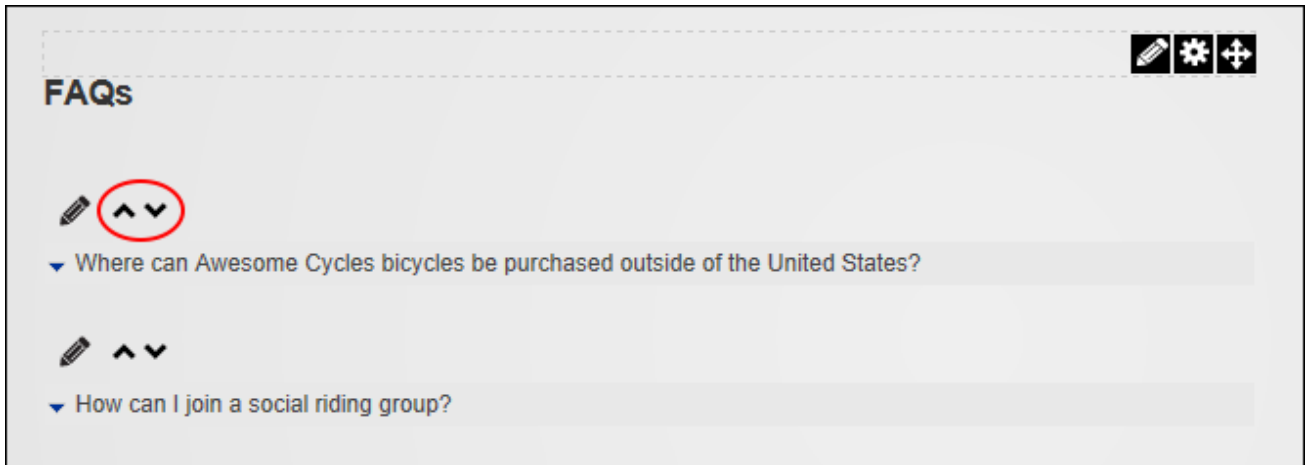 FAQs
Where can Awesome Cycles bicycles be purchased outside of the United States?
How can I join a social riding group?